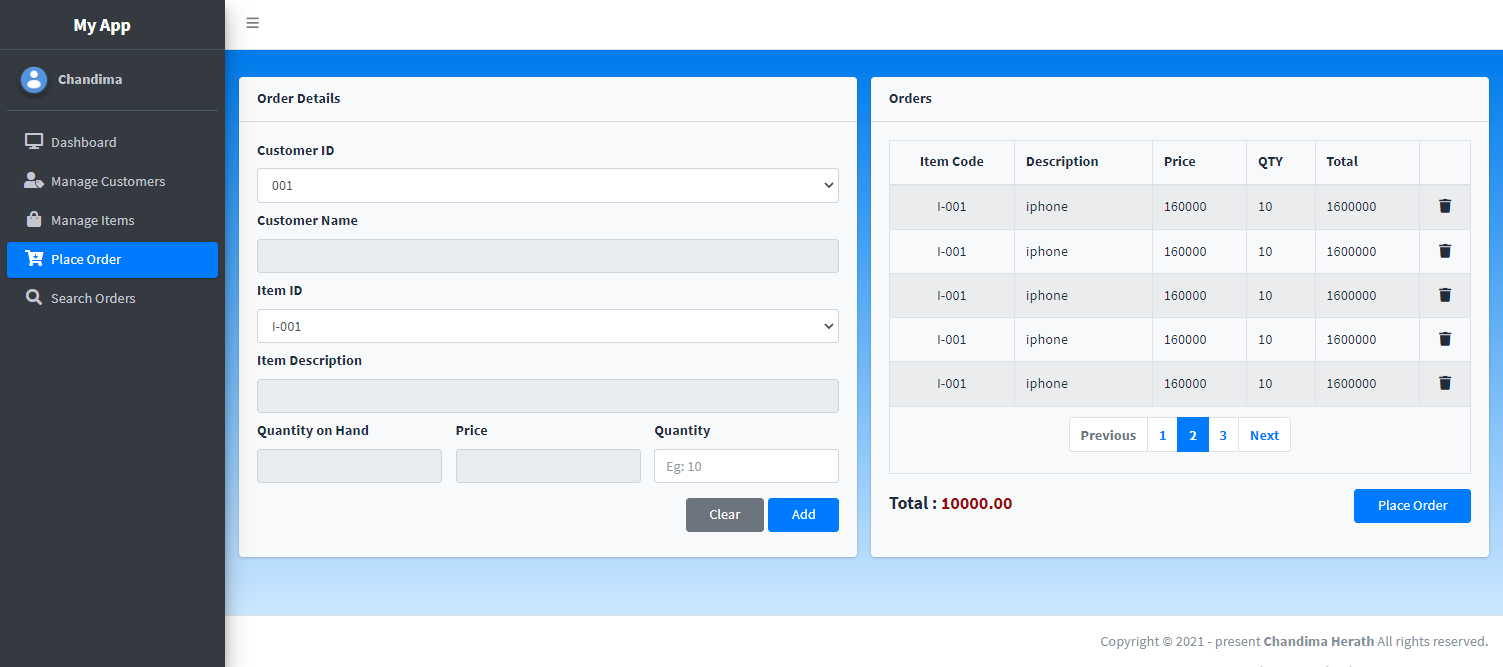 My App
Chandima
Dashboard
Manage Customers
Manage Items
Place Order
Search Orders
Order Details
Customer ID
001
Customer Name
Item ID
I-001
Item Description
Quantity on Hand Price Quantity
Eg: 10
Clear Add
Orders
Item Code Description Price QTY Total
I-001 iphone 160000 10 1600000
I-001 iphone 160000 10 1600000
I-001 iphone 160000 10 1600000
I-001 iphone 160000 10 1600000
I-001 iphone 160000 10 1600000
Previous 1 2 3 Next
Total : 10000.00 Place Order
Copyright © 2021 - present Chandima Herath All rights reserved.